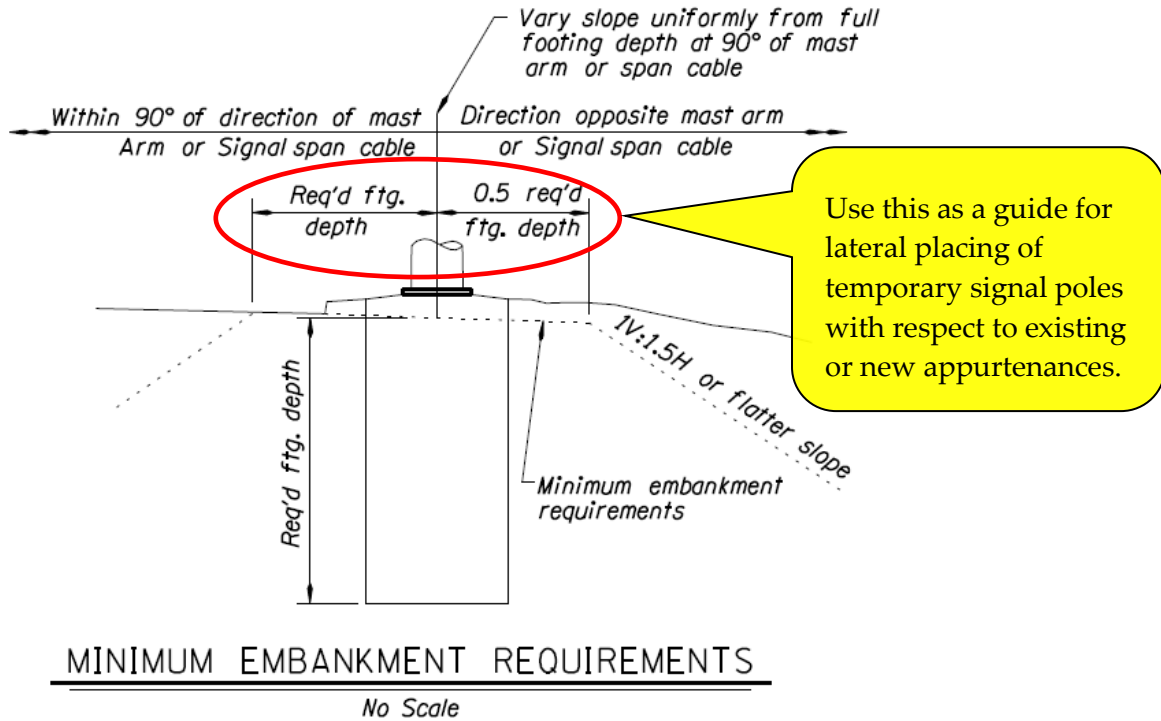 Vary slope uniformly from full
footing depth at 90° of mast
arm or span cable
Within 90° of direction of mast
Arm or Signal span cable
Direction opposite mast arm
or Signal span cable
Req'd ftg.
depth
0.5 req'd
ftg. depth
Use this as a guide for
lateral placing of
temporary signal poles
with respect to existing
or new appurtenances.
1V:1.5H or flatter slope
Req'd ftg. depth
Minimum embankment
requirements
MINIMUM EMBANKMENT REQUIREMENTS
No Scale